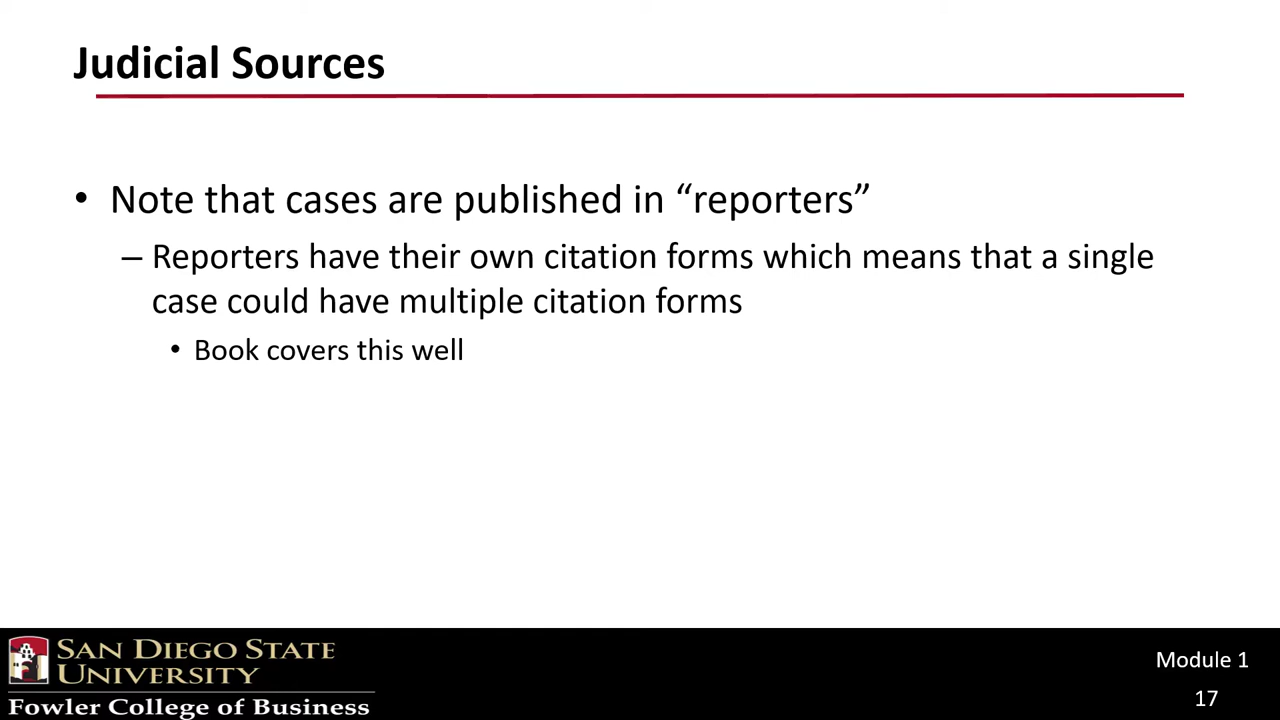 Judicial Sources
• Note that cases are published in “reporters”
– Reporters have their own citation forms which means that a single
case could have multiple citation forms
• Book covers this well
SAN DIEGO STATE
UNIVERSITY
Fowler College of Business
Module 1
17